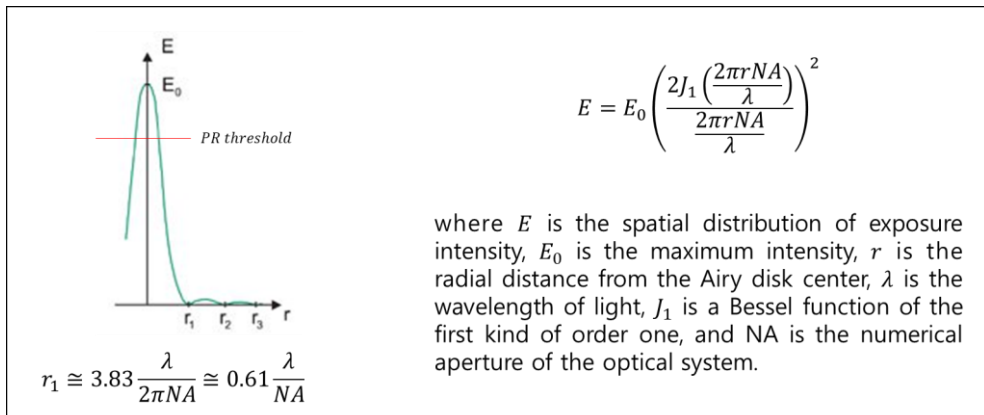 E
E₀
PR threshold
r₁ r₂ r₃ r
r₁ ≅ 3.83 λ/(2πNA) ≅ 0.61 λ/NA
E = E₀ (2J₁(2πrNA/λ) / (2πrNA/λ))²
where E is the spatial distribution of exposure
intensity, E₀ is the maximum intensity, r is the
radial distance from the Airy disk center, λ is the
wavelength of light, J₁ is a Bessel function of the
first kind of order one, and NA is the numerical
aperture of the optical system.